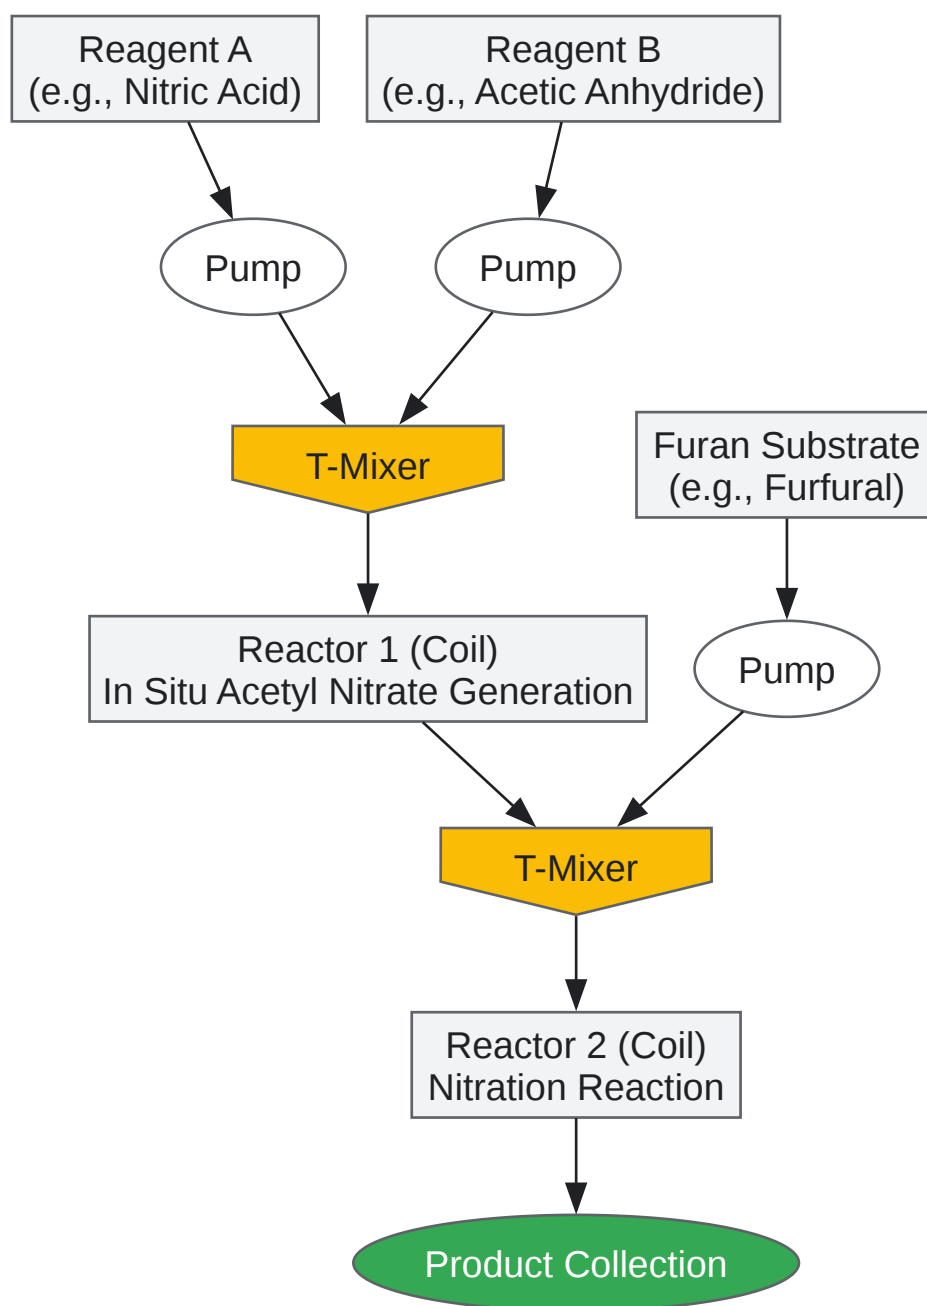 Reagent A
(e.g., Nitric Acid)
Reagent B
(e.g., Acetic Anhydride)
Pump
Pump
T-Mixer
Furan Substrate
(e.g., Furfural)
Reactor 1 (Coil)
In Situ Acetyl Nitrate Generation
Pump
T-Mixer
Reactor 2 (Coil)
Nitration Reaction
Product Collection